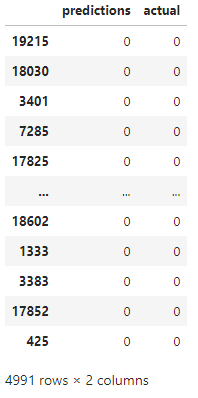 predictions actual
19215 0 0
18030 0 0
3401 0 0
7285 0 0
17825 0 0
... ... ...
18602 0 0
1333 0 0
3383 0 0
17852 0 0
425 0 0
4991 rows × 2 columns